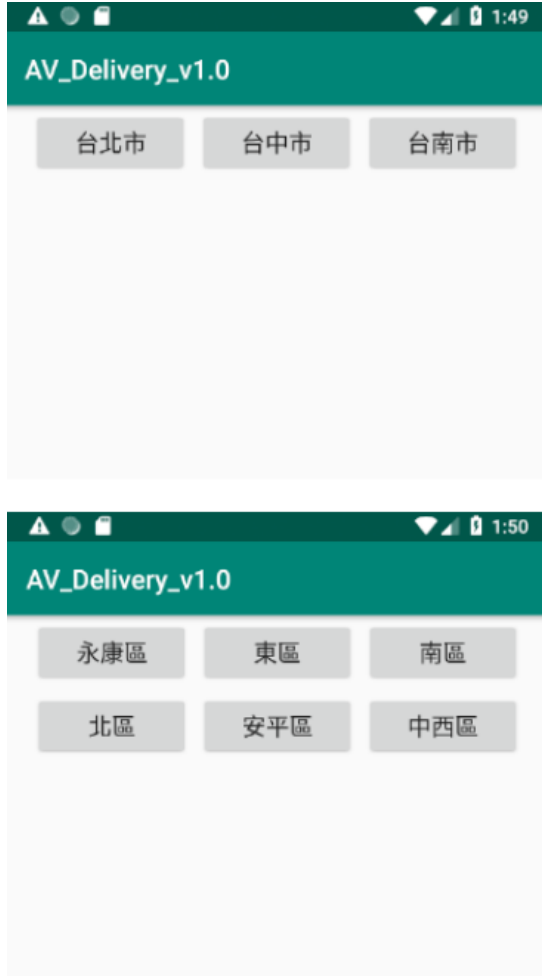 1:49
AV_Delivery_v1.0
台北市 台中市 台南市
1:50
AV_Delivery_v1.0
永康區 東區 南區
北區 安平區 中西區